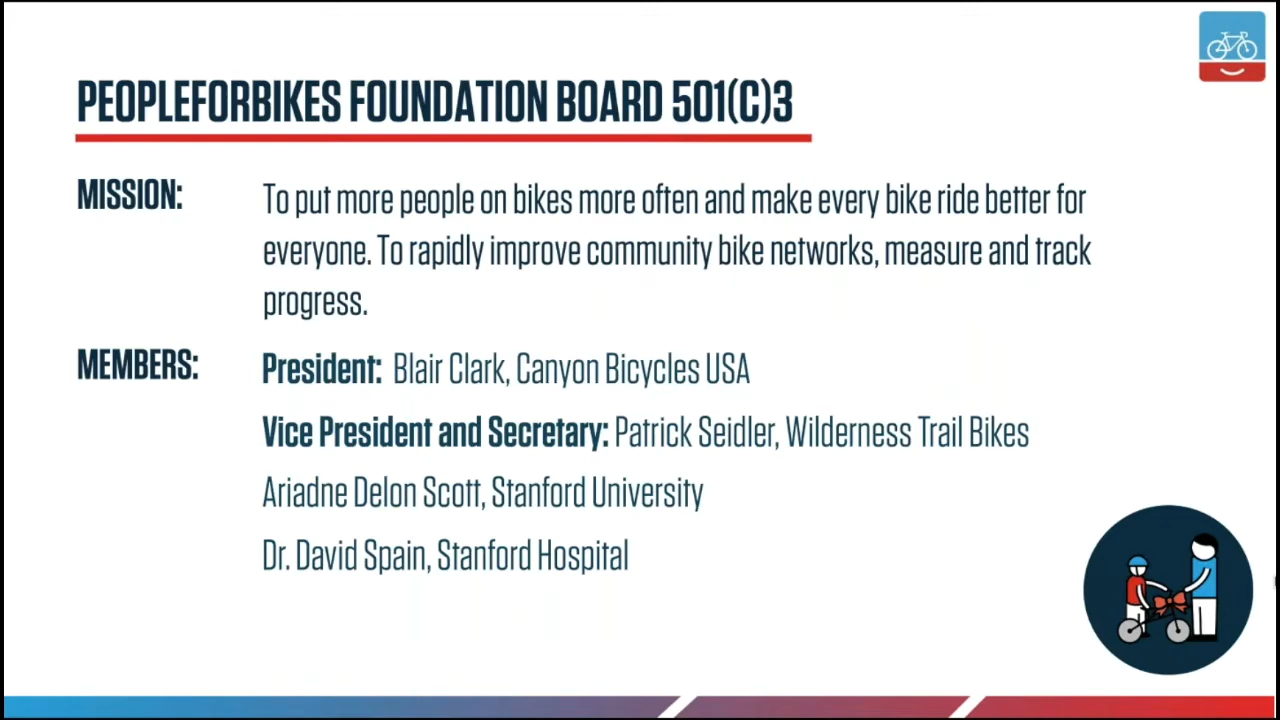 PEOPLEFORBIKES FOUNDATION BOARD 501(C)3
MISSION:
To put more people on bikes more often and make every bike ride better for
everyone. To rapidly improve community bike networks, measure and track
progress.
MEMBERS:
President: Blair Clark, Canyon Bicycles USA
Vice President and Secretary: Patrick Seidler, Wilderness Trail Bikes
Ariadne Delon Scott, Stanford University
Dr. David Spain, Stanford Hospital